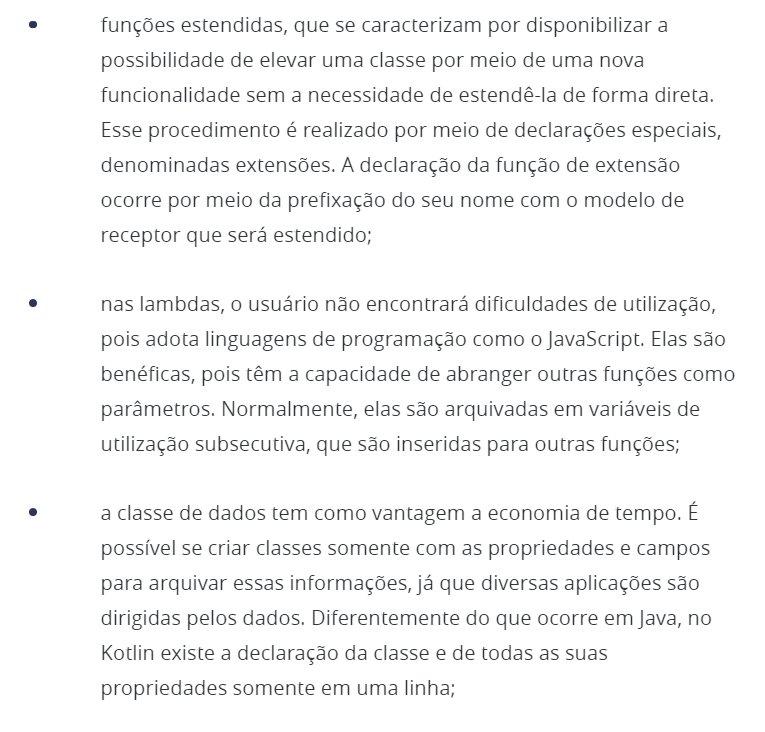 • funções estendidas, que se caracterizam por disponibilizar a
possibilidade de elevar uma classe por meio de uma nova
funcionalidade sem a necessidade de estendê-la de forma direta.
Esse procedimento é realizado por meio de declarações especiais,
denominadas extensões. A declaração da função de extensão
ocorre por meio da prefixação do seu nome com o modelo de
receptor que será estendido;
• nas lambdas, o usuário não encontrará dificuldades de utilização,
pois adota linguagens de programação como o JavaScript. Elas são
benéficas, pois têm a capacidade de abranger outras funções como
parâmetros. Normalmente, elas são arquivadas em variáveis de
utilização subsecutiva, que são inseridas para outras funções;
• a classe de dados tem como vantagem a economia de tempo. É
possível se criar classes somente com as propriedades e campos
para arquivar essas informações, já que diversas aplicações são
dirigidas pelos dados. Diferentemente do que ocorre em Java, no
Kotlin existe a declaração da classe e de todas as suas
propriedades somente em uma linha;